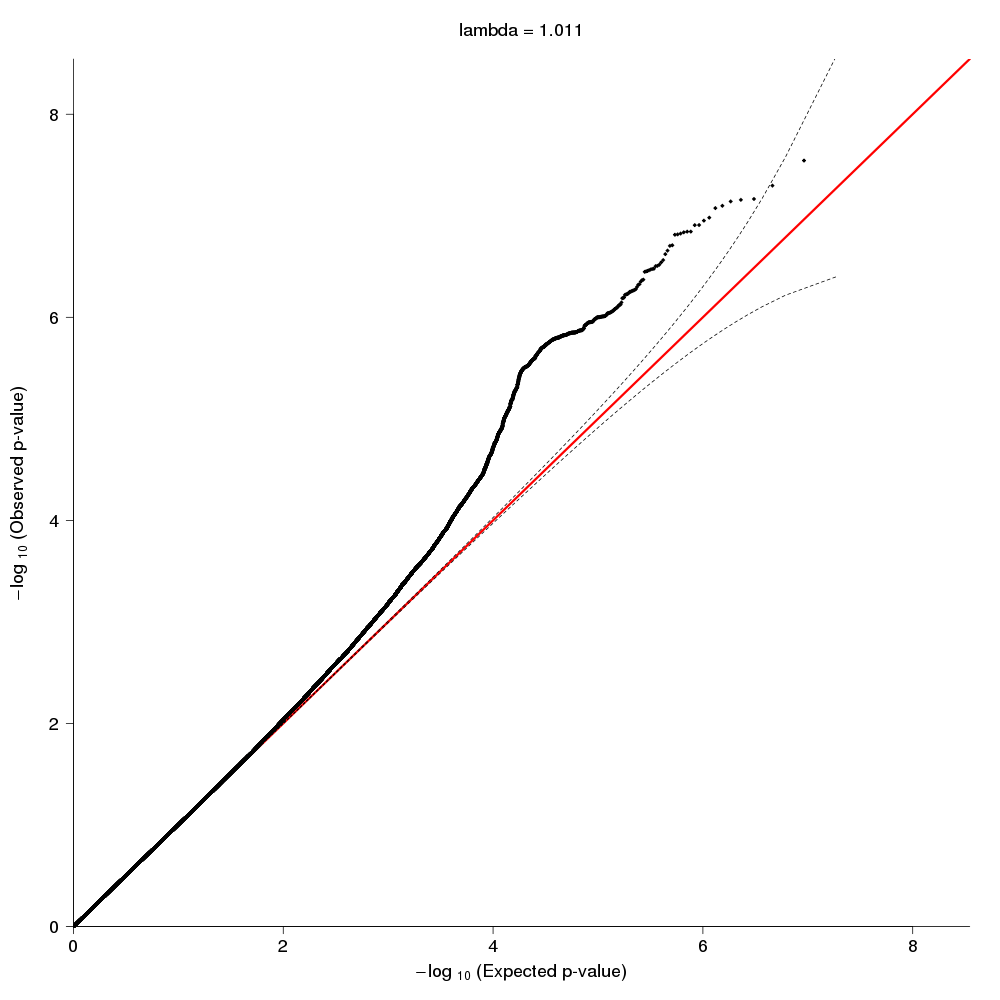 lambda = 1.011
8
6
4
2
0
−log 10 (Observed p-value)
0 2 4 6 8
−log 10 (Expected p-value)